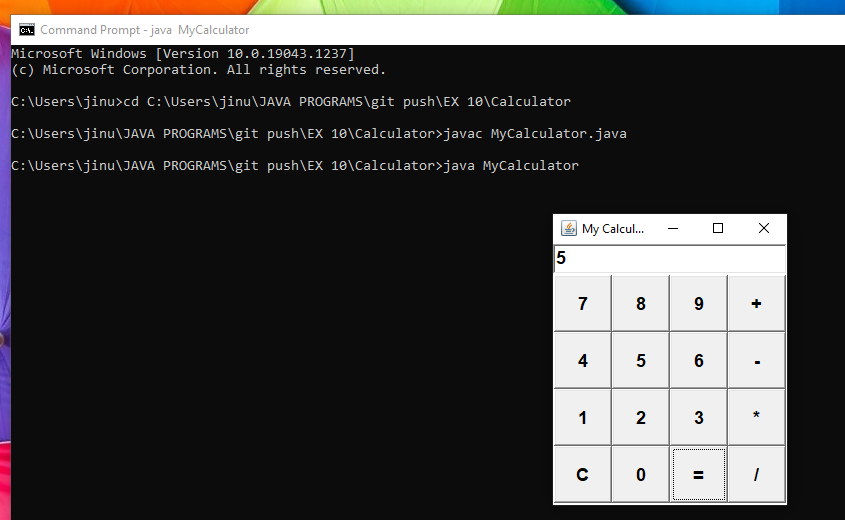 Command Prompt - java  MyCalculator
Microsoft Windows [Version 10.0.19043.1237]
(c) Microsoft Corporation. All rights reserved.
C:\Users\jinu>cd C:\Users\jinu\JAVA PROGRAMS\git push\EX 10\Calculator
C:\Users\jinu\JAVA PROGRAMS\git push\EX 10\Calculator>javac MyCalculator.java
C:\Users\jinu\JAVA PROGRAMS\git push\EX 10\Calculator>java MyCalculator
My Calcul...
5
7 8 9 +
4 5 6 -
1 2 3 *
C 0 = /